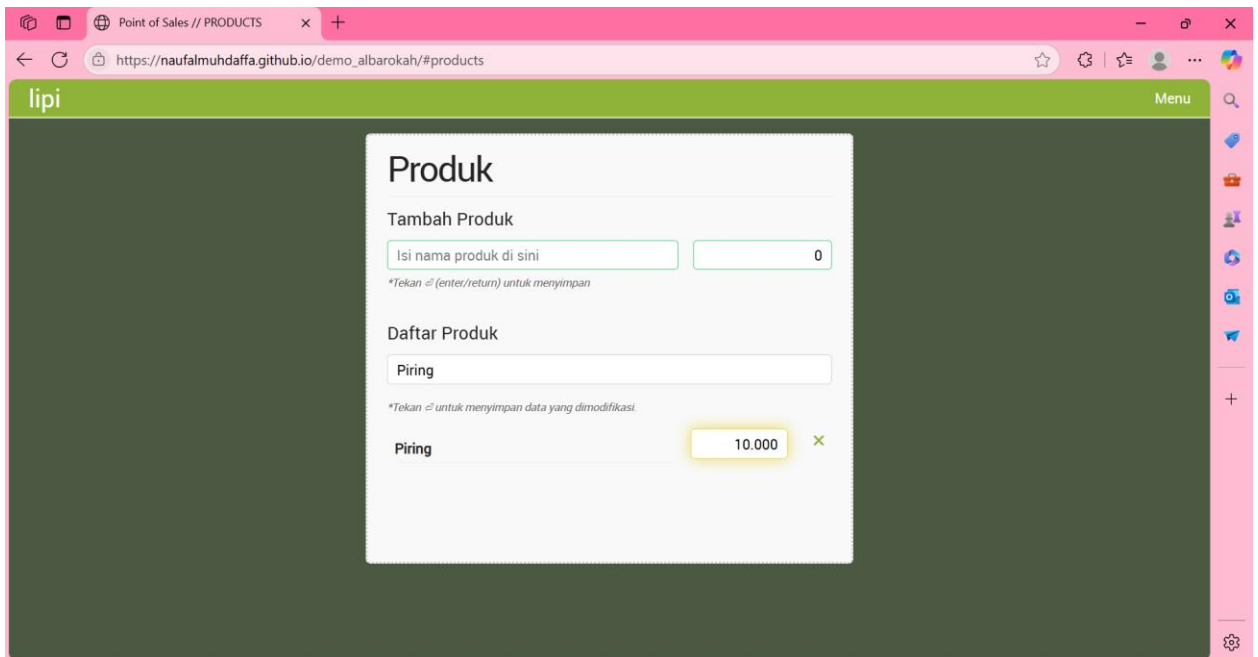 Point of Sales // PRODUCTS
https://naufalmuhdaffa.github.io/demo_albarokah/#products
lipi
Menu
Produk
Tambah Produk
Isi nama produk di sini 0
*Tekan ⏎ (enter/return) untuk menyimpan
Daftar Produk
Piring
*Tekan ⏎ untuk menyimpan data yang dimodifikasi.
Piring 10.000 ×